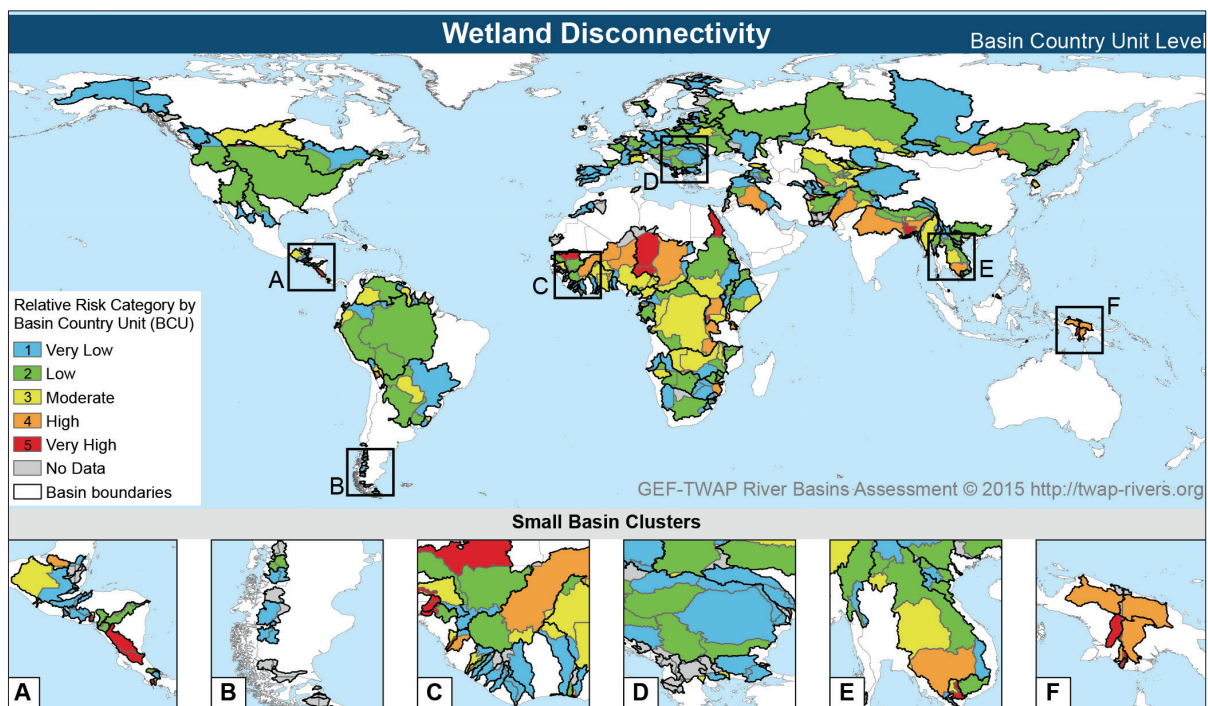 Wetland Disconnectivity
Basin Country Unit Level
A
B
C
D
E
F
Relative Risk Category by
Basin Country Unit (BCU)
1 Very Low
2 Low
3 Moderate
4 High
5 Very High
No Data
Basin boundaries
GEF-TWAP River Basins Assessment © 2015 http://twap-rivers.org
Small Basin Clusters
A
B
C
D
E
F